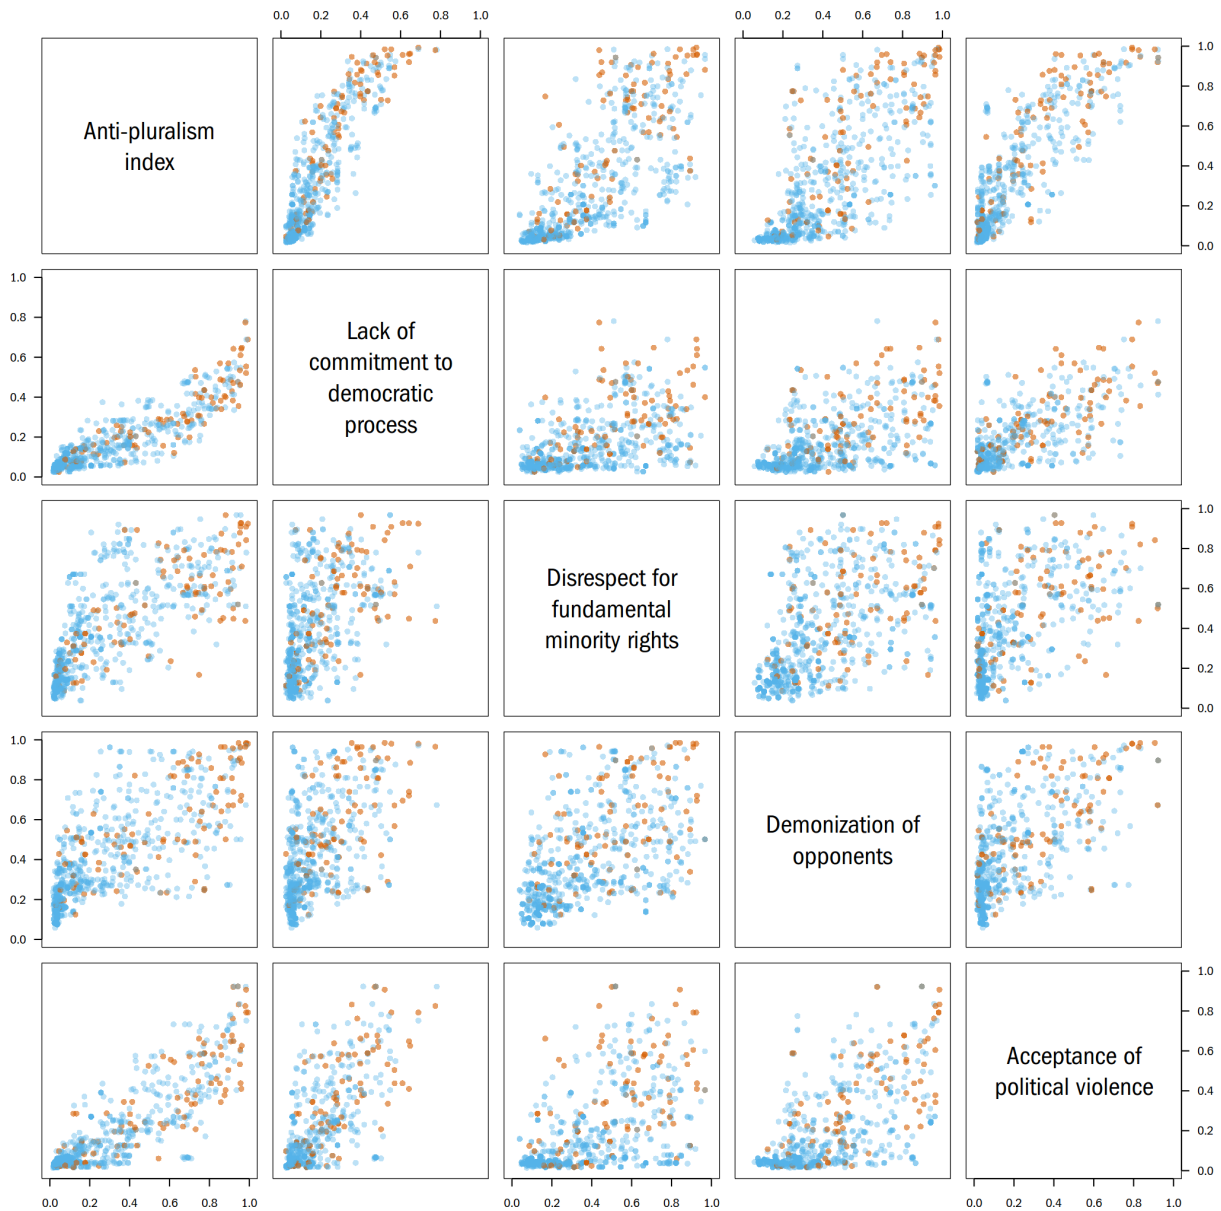 0.0 0.2 0.4 0.6 0.8 1.0 0.0 0.2 0.4 0.6 0.8 1.0
Anti-pluralism
index
1.0
0.8
0.6
0.4
0.2
0.0
1.0
0.8
0.6
0.4
0.2
0.0
Lack of
commitment to
democratic
process
Disrespect for
fundamental
minority rights
1.0
0.8
0.6
0.4
0.2
0.0
1.0
0.8
0.6
0.4
0.2
0.0
Demonization of
opponents
Acceptance of
political violence
1.0
0.8
0.6
0.4
0.2
0.0
0.0 0.2 0.4 0.6 0.8 1.0 0.0 0.2 0.4 0.6 0.8 1.0 0.0 0.2 0.4 0.6 0.8 1.0